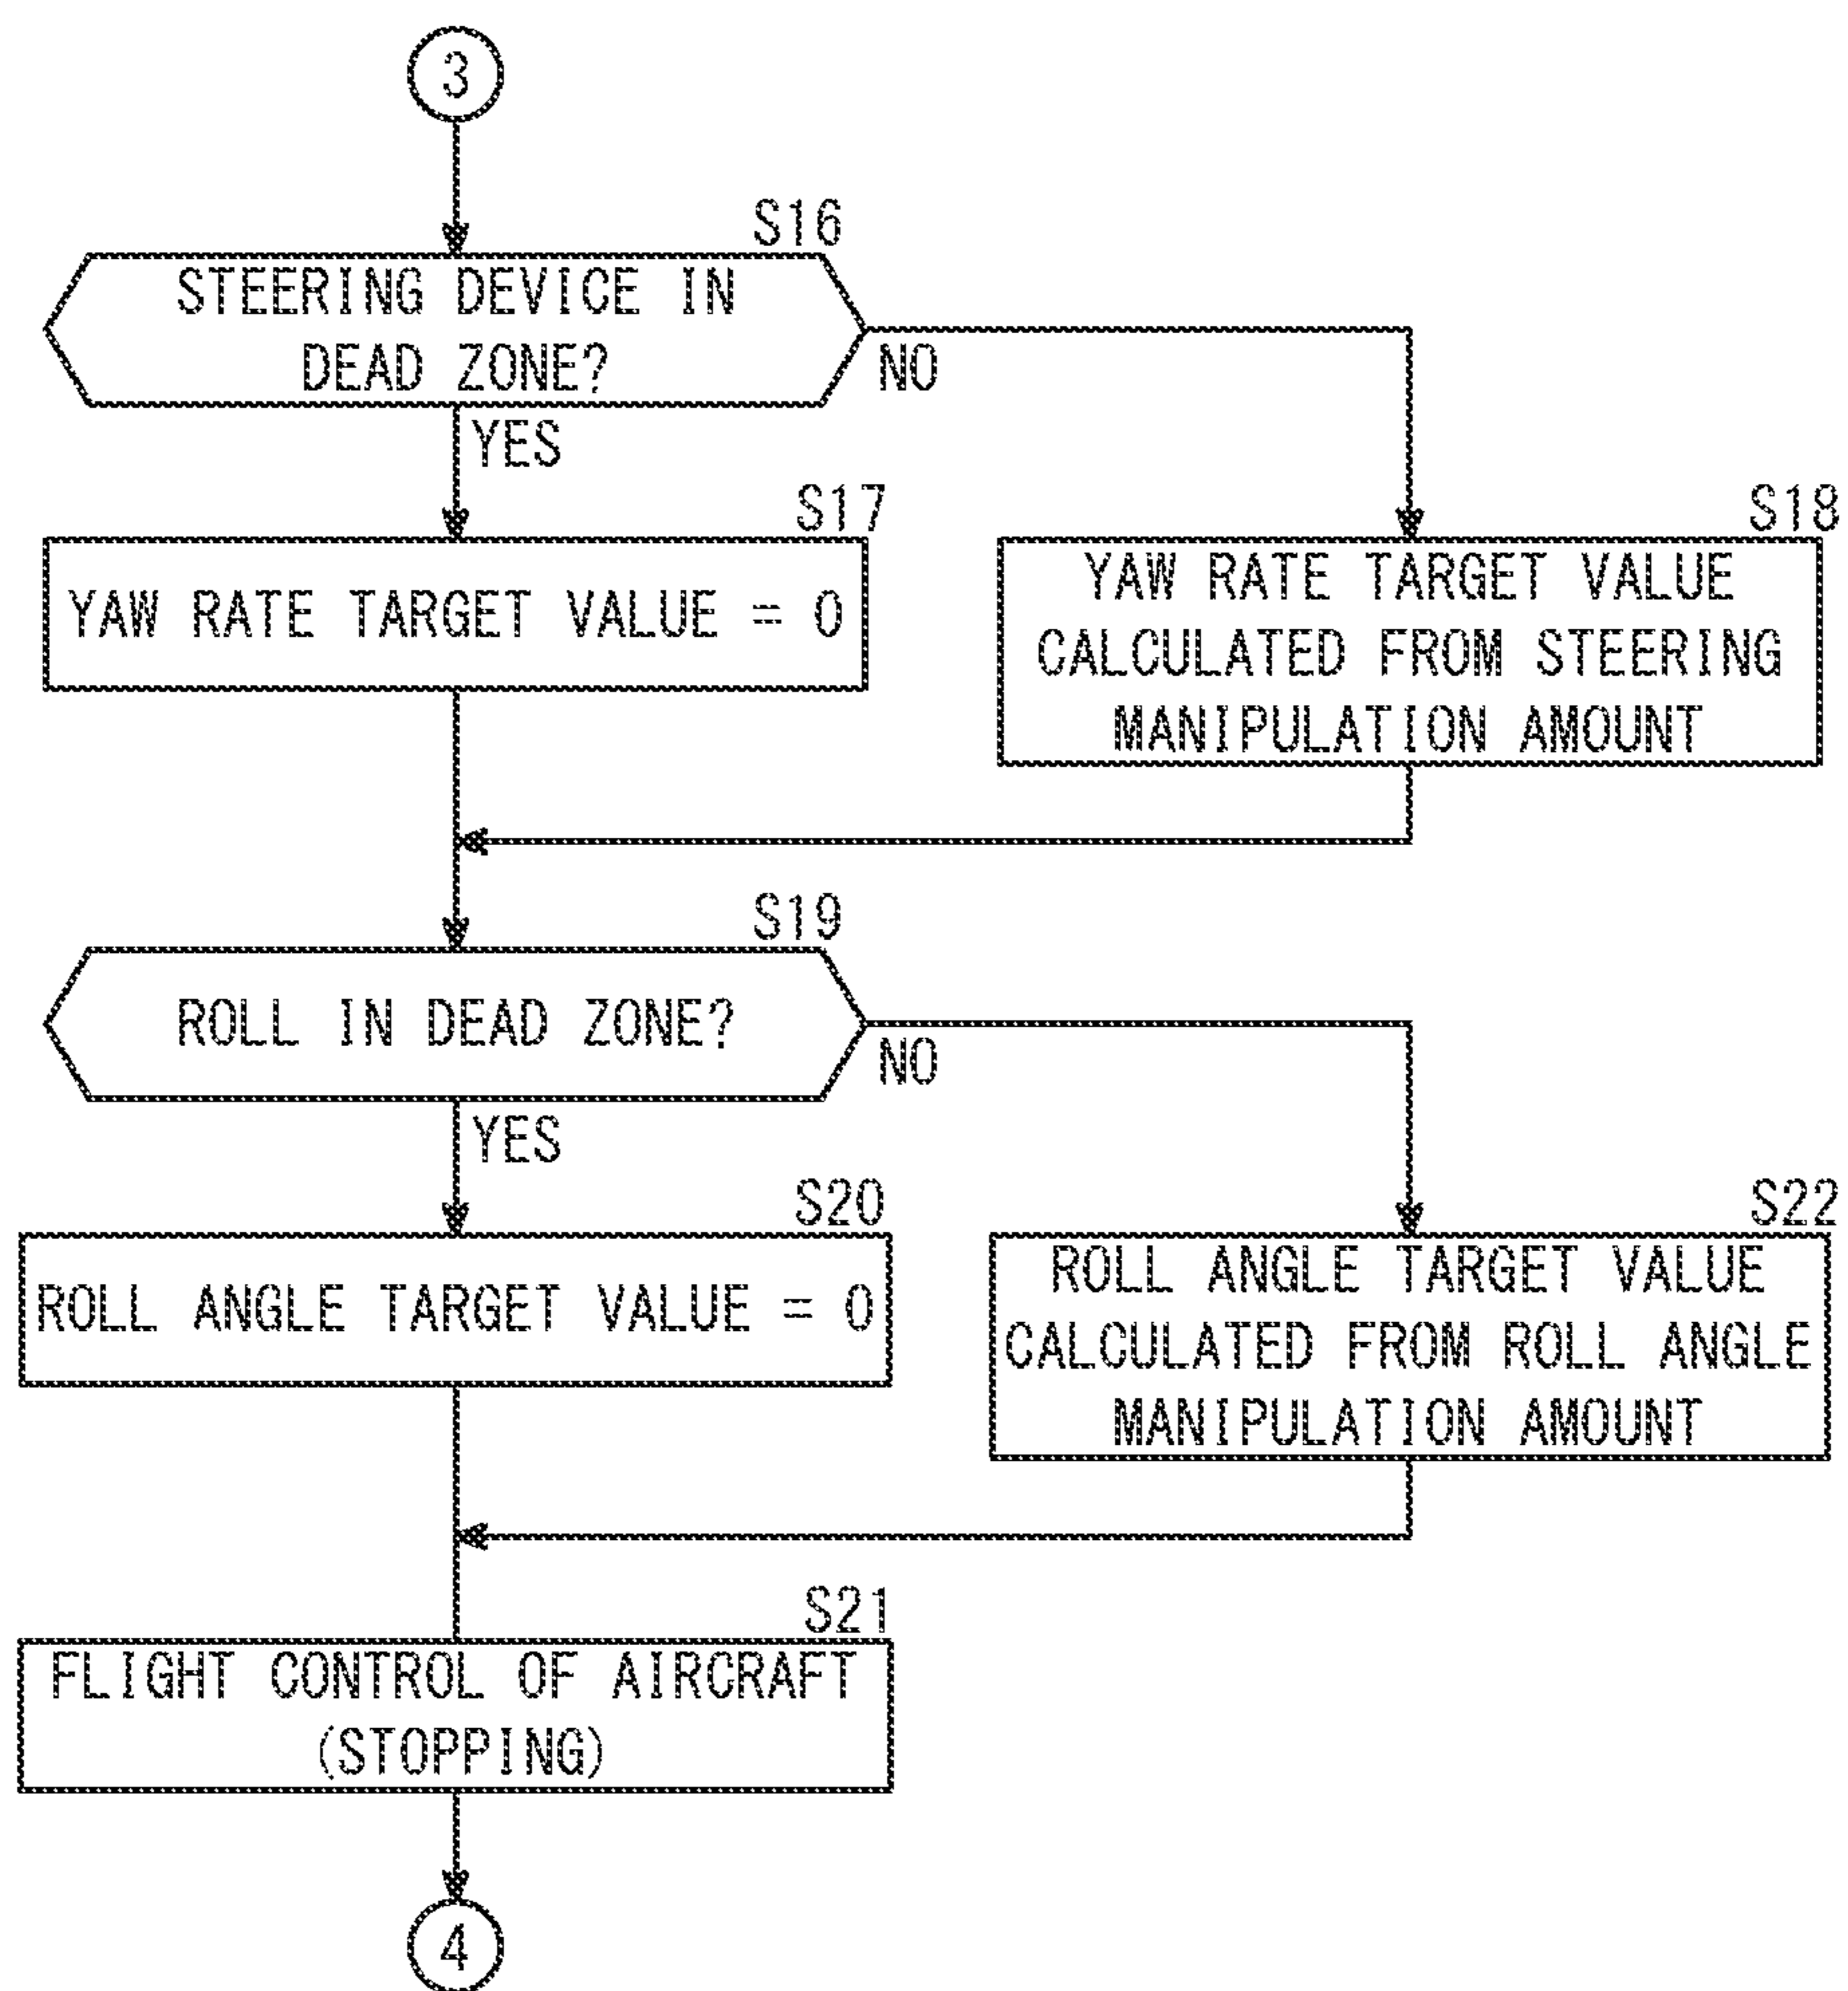 3
S16
STEERING DEVICE IN
DEAD ZONE?
NO
YES
S17
YAW RATE TARGET VALUE = 0
S18
YAW RATE TARGET VALUE
CALCULATED FROM STEERING
MANIPULATION AMOUNT
S19
ROLL IN DEAD ZONE?
NO
YES
S20
ROLL ANGLE TARGET VALUE = 0
S22
ROLL ANGLE TARGET VALUE
CALCULATED FROM ROLL ANGLE
MANIPULATION AMOUNT
S21
FLIGHT CONTROL OF AIRCRAFT
(STOPPING)
4